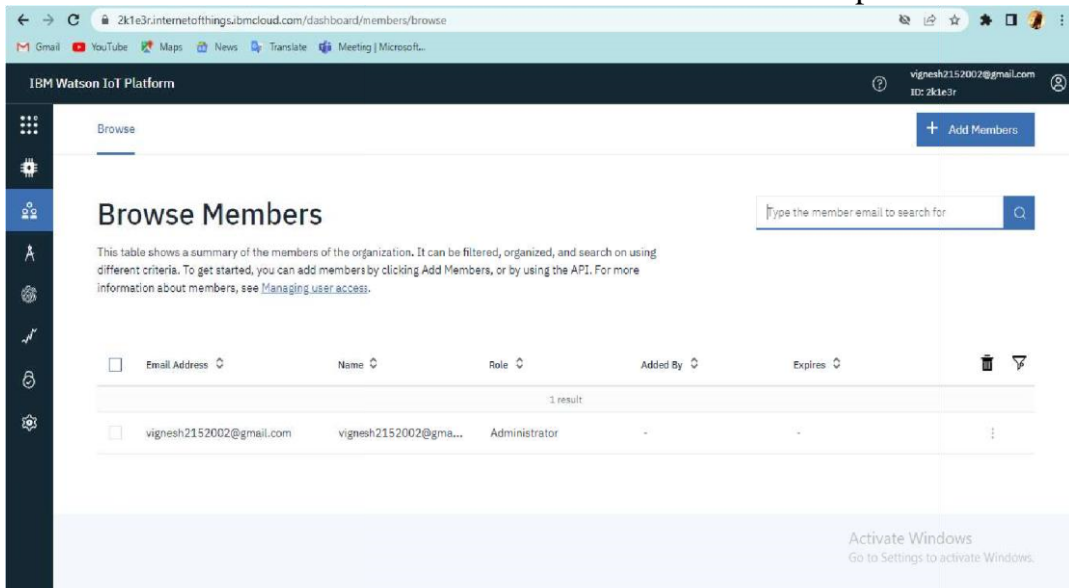 2k1e3r.internetofthings.ibmcloud.com/dashboard/members/browse
Gmail YouTube Maps News Translate Meeting | Microsoft...
IBM Watson IoT Platform
vignesh2152002@gmail.com
ID: 2k1e3r
Browse
+ Add Members
Browse Members
Type the member email to search for
This table shows a summary of the members of the organization. It can be filtered, organized, and search on using
different criteria. To get started, you can add members by clicking Add Members, or by using the API. For more
information about members, see Managing user access.
Email Address Name Role Added By Expires
1 result
vignesh2152002@gmail.com vignesh2152002@gma... Administrator - -
Activate Windows
Go to Settings to activate Windows.